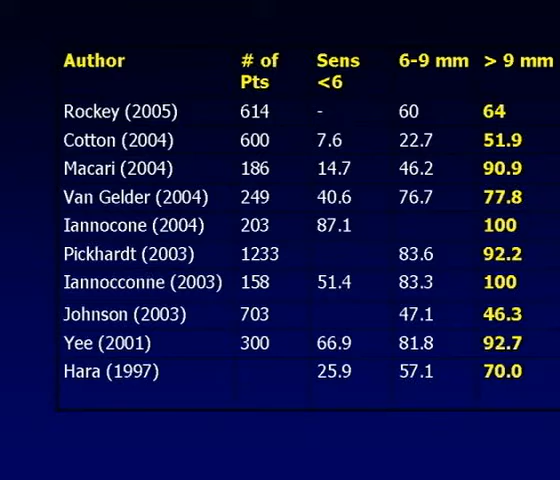 Author # of Pts Sens <6 6-9 mm > 9 mm
Rockey (2005) 614 - 60 64
Cotton (2004) 600 7.6 22.7 51.9
Macari (2004) 186 14.7 46.2 90.9
Van Gelder (2004) 249 40.6 76.7 77.8
Iannocone (2004) 203 87.1 100
Pickhardt (2003) 1233 83.6 92.2
Iannocconne (2003) 158 51.4 83.3 100
Johnson (2003) 703 47.1 46.3
Yee (2001) 300 66.9 81.8 92.7
Hara (1997) 25.9 57.1 70.0